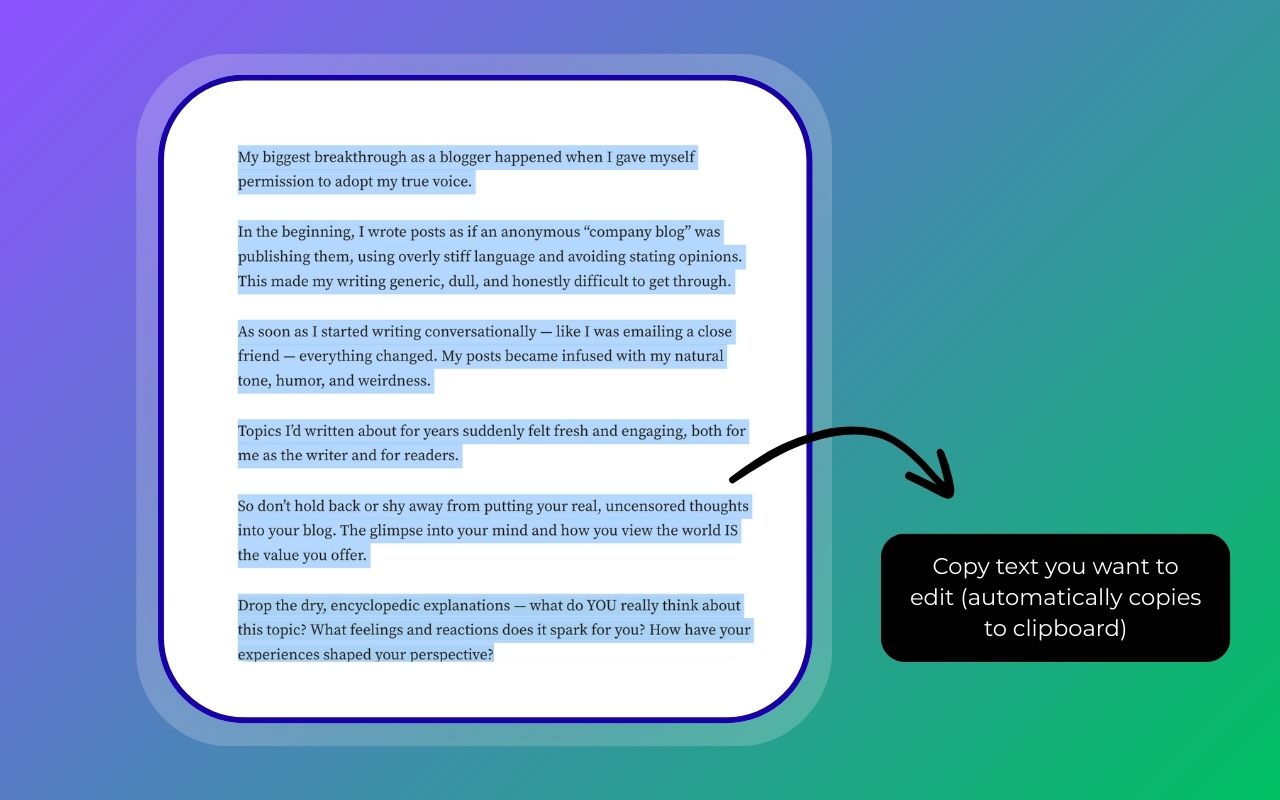 My biggest breakthrough as a blogger happened when I gave myself
permission to adopt my true voice.
In the beginning, I wrote posts as if an anonymous “company blog” was
publishing them, using overly stiff language and avoiding stating opinions.
This made my writing generic, dull, and honestly difficult to get through.
As soon as I started writing conversationally — like I was emailing a close
friend — everything changed. My posts became infused with my natural
tone, humor, and weirdness.
Topics I’d written about for years suddenly felt fresh and engaging, both for
me as the writer and for readers.
So don’t hold back or shy away from putting your real, uncensored thoughts
into your blog. The glimpse into your mind and how you view the world IS
the value you offer.
Drop the dry, encyclopedic explanations — what do YOU really think about
this topic? What feelings and reactions does it spark for you? How have your
experiences shaped your perspective?
Copy text you want to
edit (automatically copies
to clipboard)